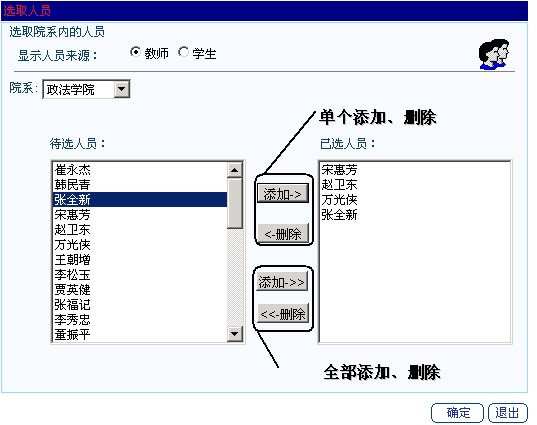 选取人员
选取院系内的人员
显示人员来源： 教师 学生
院系: 政法学院
单个添加、删除
待选人员： 已选人员：
崔永杰
韩民青
张全新
宋惠芳
赵卫东
万光侠
王朝增
李松玉
贾英健
张福记
李秀忠
董振平
添加->
<-删除
添加->>
<<-删除
宋惠芳
赵卫东
万光侠
张全新
全部添加、删除
确定 退出